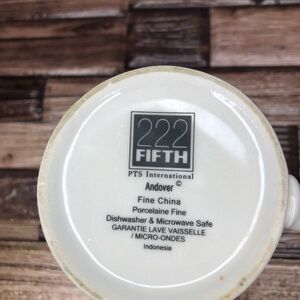 222
FIFTH
PTS International
Andover ©
Fine China
Porcelaine Fine
Dishwasher & Microwave Safe
GARANTIE LAVE VAISSELLE
/ MICRO-ONDES
Indonesia